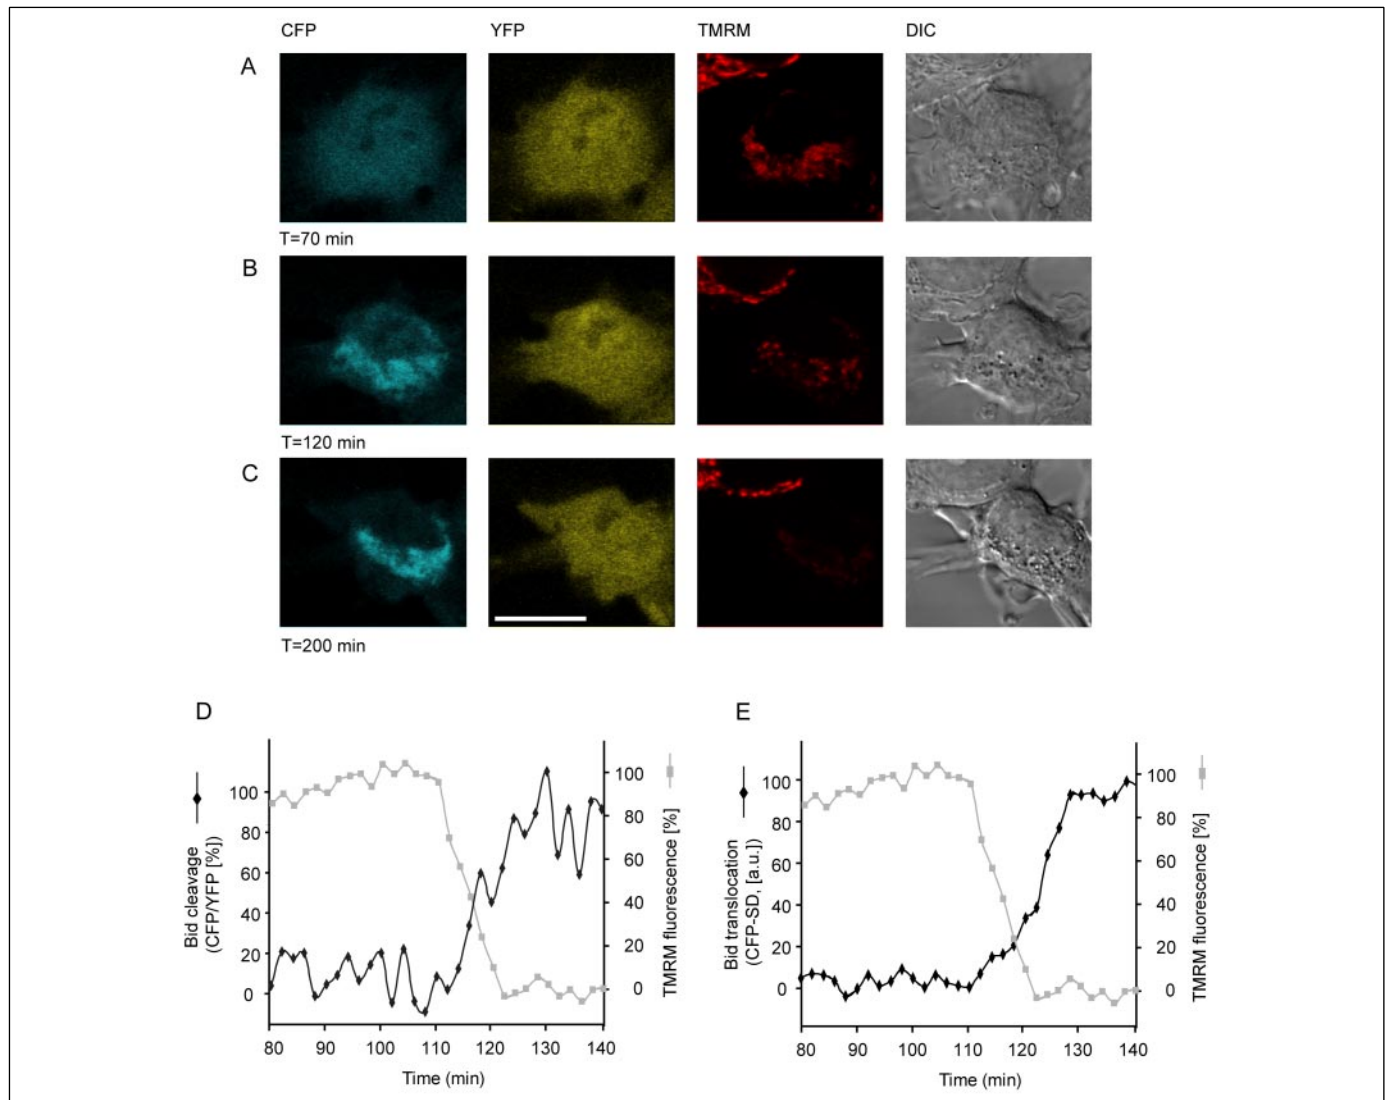 CFP YFP TMRM DIC
A
T=70 min
B
T=120 min
C
T=200 min
D
Bid cleavage
(CFP/YFP [%])
100
80
60
40
20
0
TMRM fluorescence [%]
100
80
60
40
20
0
80 90 100 110 120 130 140
Time (min)
E
Bid translocation
(CFP-SD, [a.u.])
100
80
60
40
20
0
TMRM fluorescence [%]
100
80
60
40
20
0
80 90 100 110 120 130 140
Time (min)